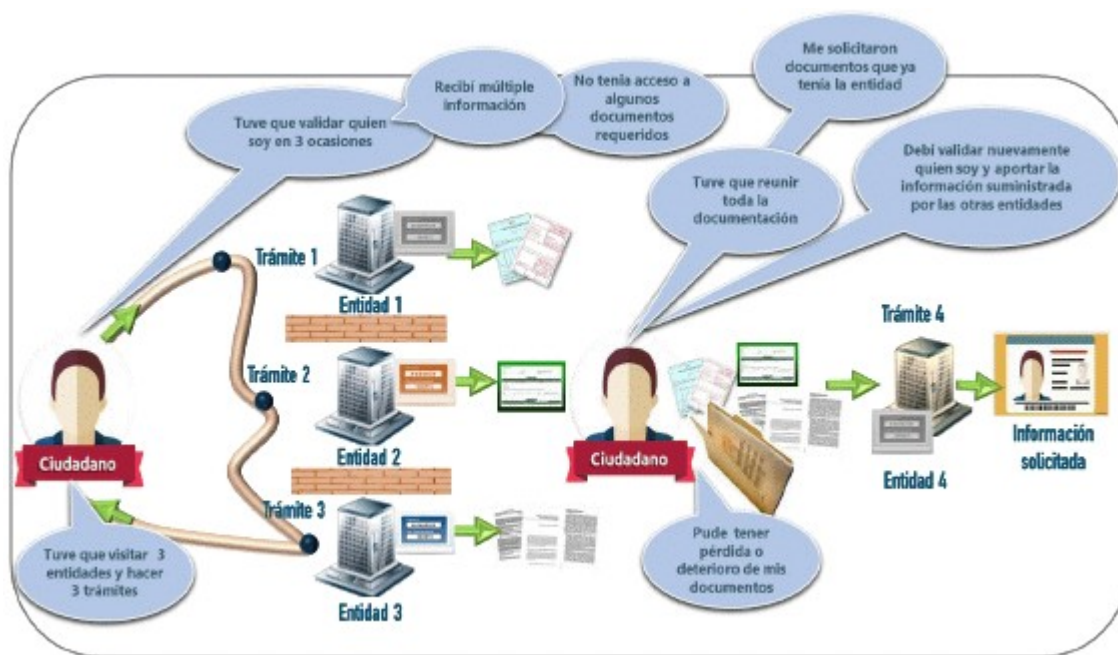 Me solicitaron
documentos que ya
tenía la entidad
Recibí múltiple
información
No tenia acceso a
algunos
documentos
requeridos
Tuve que validar quien
soy en 3 ocasiones
Debi validar nuevamente
quien soy y aportar la
información suministrada
por las otras entidades
Tuve que reunir
toda la
documentación
Trámite 1
Entidad 1
Trámite 2
Entidad 2
Trámite 3
Entidad 3
Ciudadano
Tuve que visitar 3
entidades y hacer
3 trámites
Ciudadano
Pude tener
pérdida o
deterioro de mis
documentos
Trámite 4
Entidad 4
Información
solicitada